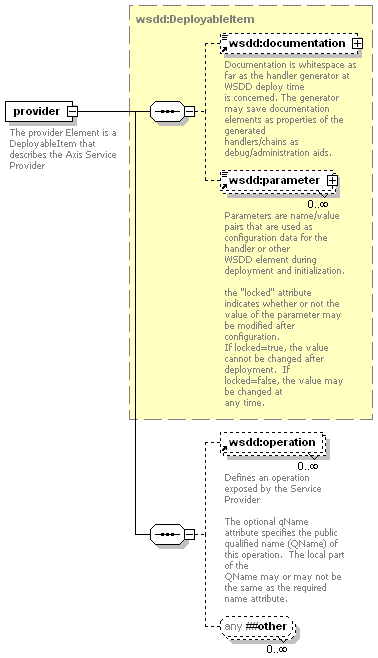 wsdd:DeployableItem
wsdd:documentation
Documentation is whitespace as
far as the handler generator at
WSDD deploy time
is concerned. The generator
may save documentation
elements as properties of the
generated
handlers/chains as
debug/administration aids.
provider
The provider Element is a
DeployableItem that
describes the Axis Service
Provider
wsdd:parameter
0..∞
Parameters are name/value
pairs that are used as
configuration data for the
handler or other
WSDD element during
deployment and initialization.
the "locked" attribute
indicates whether or not the
value of the parameter may
be modified after
configuration.
If locked=true, the value
cannot be changed after
deployment.  If
locked=false, the value may
be changed at
any time.
wsdd:operation
0..∞
Defines an operation
exposed by the Service
Provider
The optional qName
attribute specifies the public
qualified name (QName) of
this operation.  The local part
of the
QName may or may not be
the same as the required
name attribute.
any ##other
0..∞